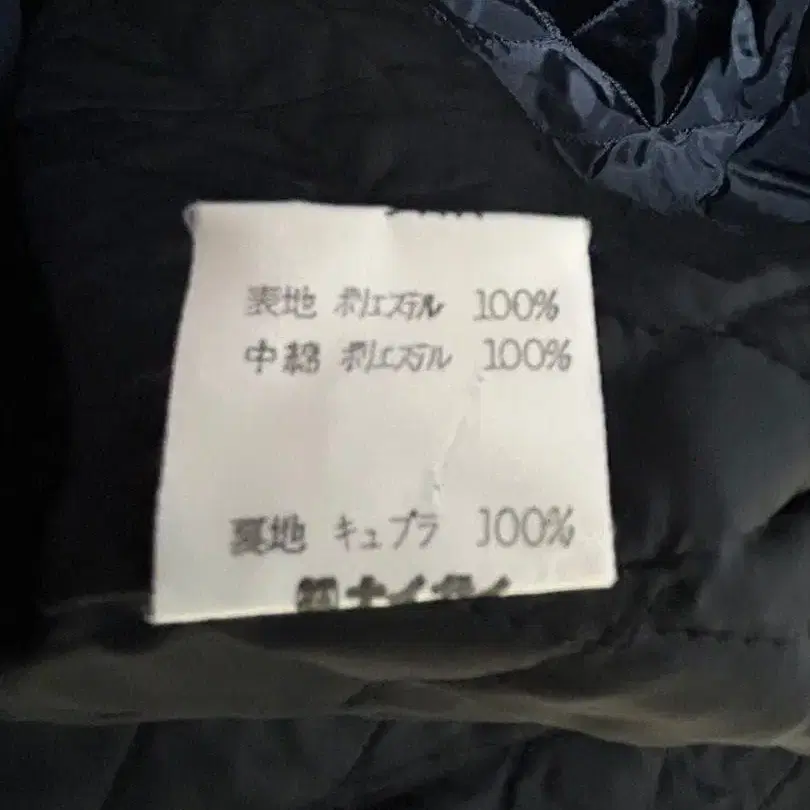 表地 ポリエステル 100%
中綿 ポリエステル 100%
裏地 キュプラ 100%